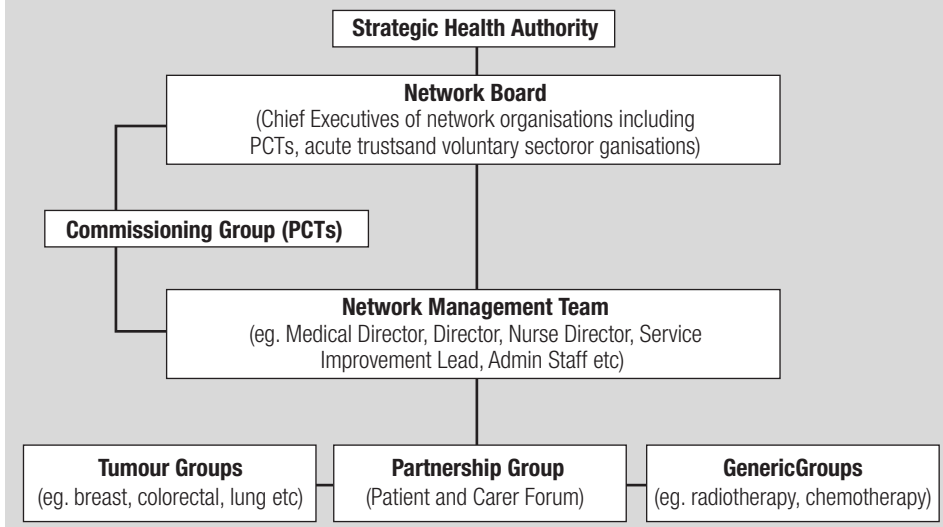 Strategic Health Authority
Network Board
(Chief Executives of network organisations including
PCTs, acute trustsand voluntary sectoror ganisations)
Commissioning Group (PCTs)
Network Management Team
(eg. Medical Director, Director, Nurse Director, Service
Improvement Lead, Admin Staff etc)
Tumour Groups
(eg. breast, colorectal, lung etc)
Partnership Group
(Patient and Carer Forum)
GenericGroups
(eg. radiotherapy, chemotherapy)